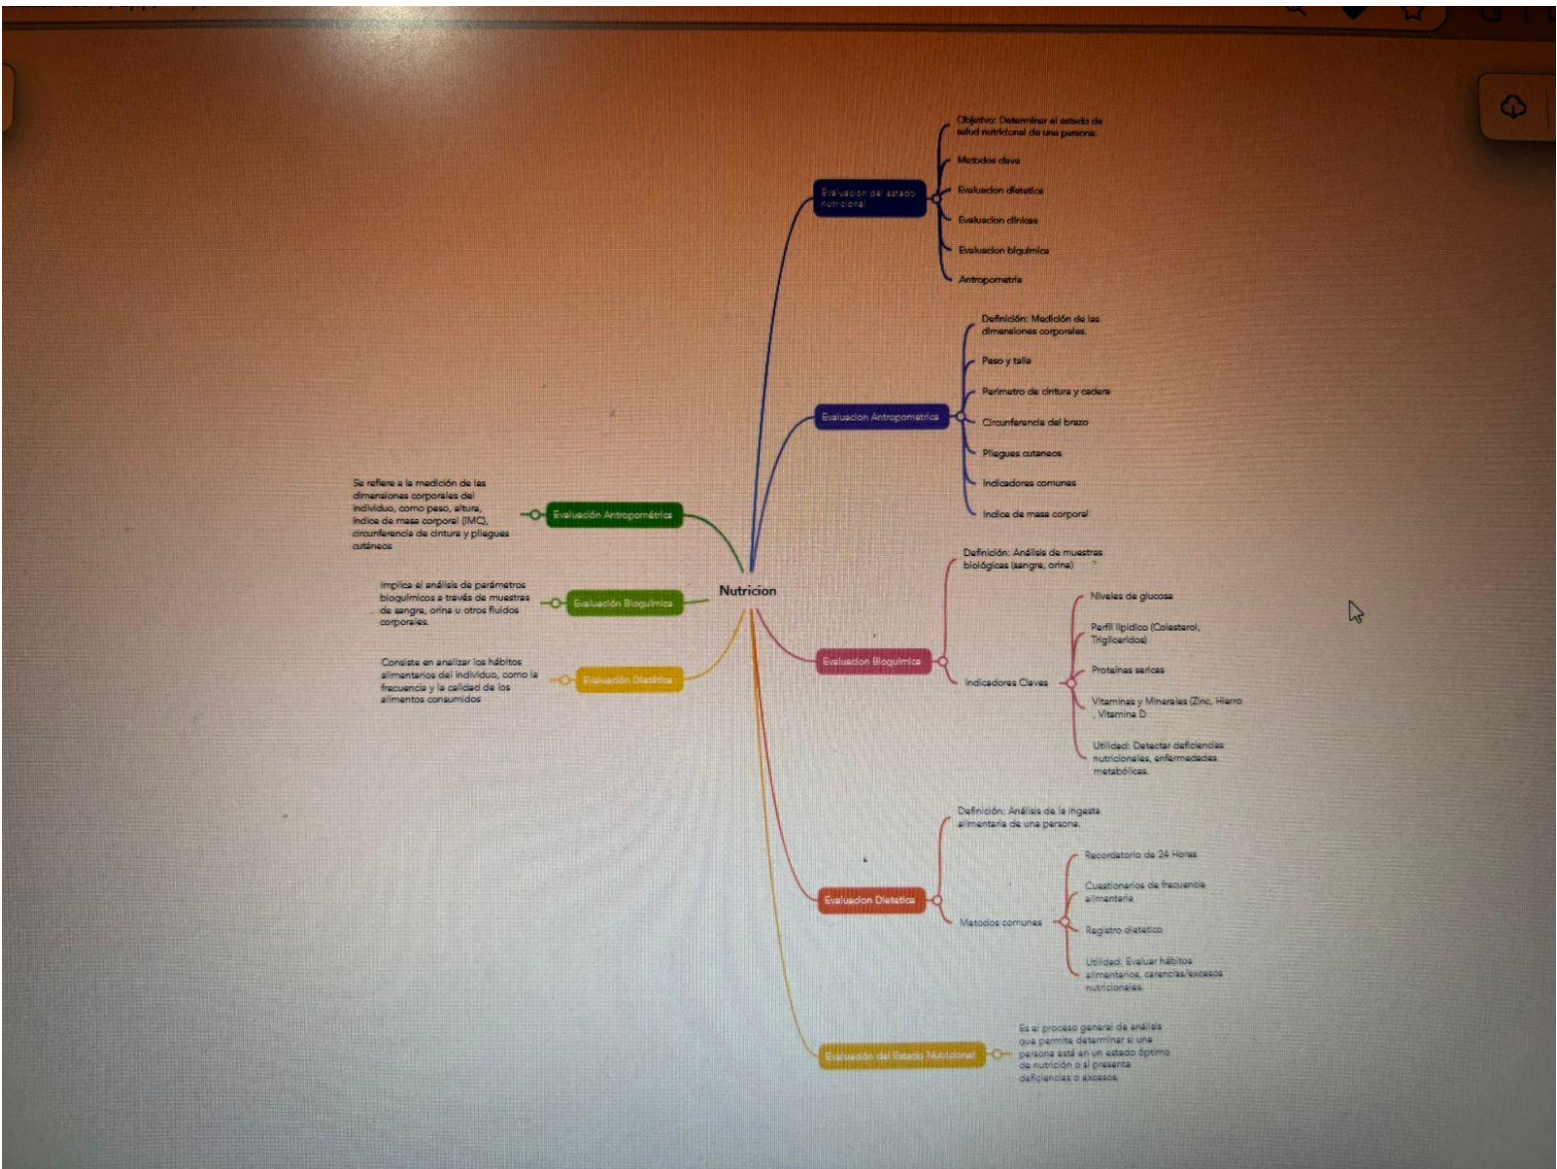 Objetivo: Determinar el estado de
salud nutricional de una persona.
Metodos clave
Evaluacion del estado
nutricional
Evaluacion dietetica
Evaluacion clinicas
Evaluacion biquimica
Antropometria
Definición: Medición de las
dimensiones corporales.
Peso y talla
Perimetro de cintura y cadera
Evaluacion Antropometrica
Circunferencia del brazo
Pliegues cutaneos
Indicadores comunes
Indice de masa corporal
Se refiere a la medición de las
dimensiones corporales del
individuo, como peso, altura,
índice de masa corporal (IMC),
circunferencia de cintura y pliegues
cutáneos
Evaluación Antropométrica
Implica el análisis de parámetros
bioquímicos a través de muestras
de sangre, orina u otros fluidos
corporales.
Evaluación Bioquímica
Nutricion
Consiste en analizar los hábitos
alimentarios del individuo, como la
frecuencia y la calidad de los
alimentos consumidos
Evaluación Dietética
Definición: Análisis de muestras
biológicas (sangre, orina)
Evaluacion Bioquimica
Indicadores Claves
Niveles de glucosa
Perfil lipidico (Colesterol,
Trigliceridos)
Proteinas sericas
Vitaminas y Minerales (Zinc, Hierro
, Vitamina D
Utilidad: Detectar deficiencias
nutricionales, enfermedades
metabólicas.
Definición: Análisis de la ingesta
alimentaria de una persona.
Evaluacion Dietetica
Metodos comunes
Recordatorio de 24 Horas
Cuestionarios de frecuencia
alimentaria
Registro dietetico
Utilidad: Evaluar hábitos
alimentarios, carencias/excesos
nutricionales.
Evaluación del Estado Nutricional
Es el proceso general de análisis
que permite determinar si una
persona está en un estado óptimo
de nutrición o si presenta
deficiencias o excesos.